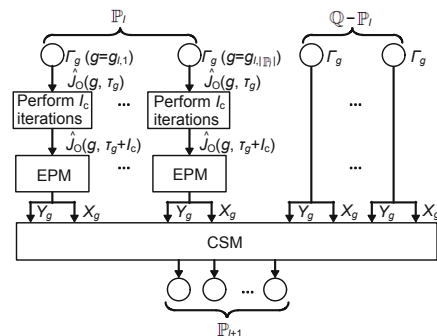 ℙ_l ℚ−ℙ_l
Γ_g (g=g_{l,1}) Γ_g (g=g_{l,|ℙ_l|}) Γ_g Γ_g
Ĵ_O(g, τ_g) Ĵ_O(g, τ_g)
Perform I_c iterations ... Perform I_c iterations ...
Ĵ_O(g, τ_g+I_c) Ĵ_O(g, τ_g+I_c)
EPM ... EPM
Y_g X_g Y_g X_g Y_g X_g Y_g X_g
CSM
...
ℙ_{l+1}